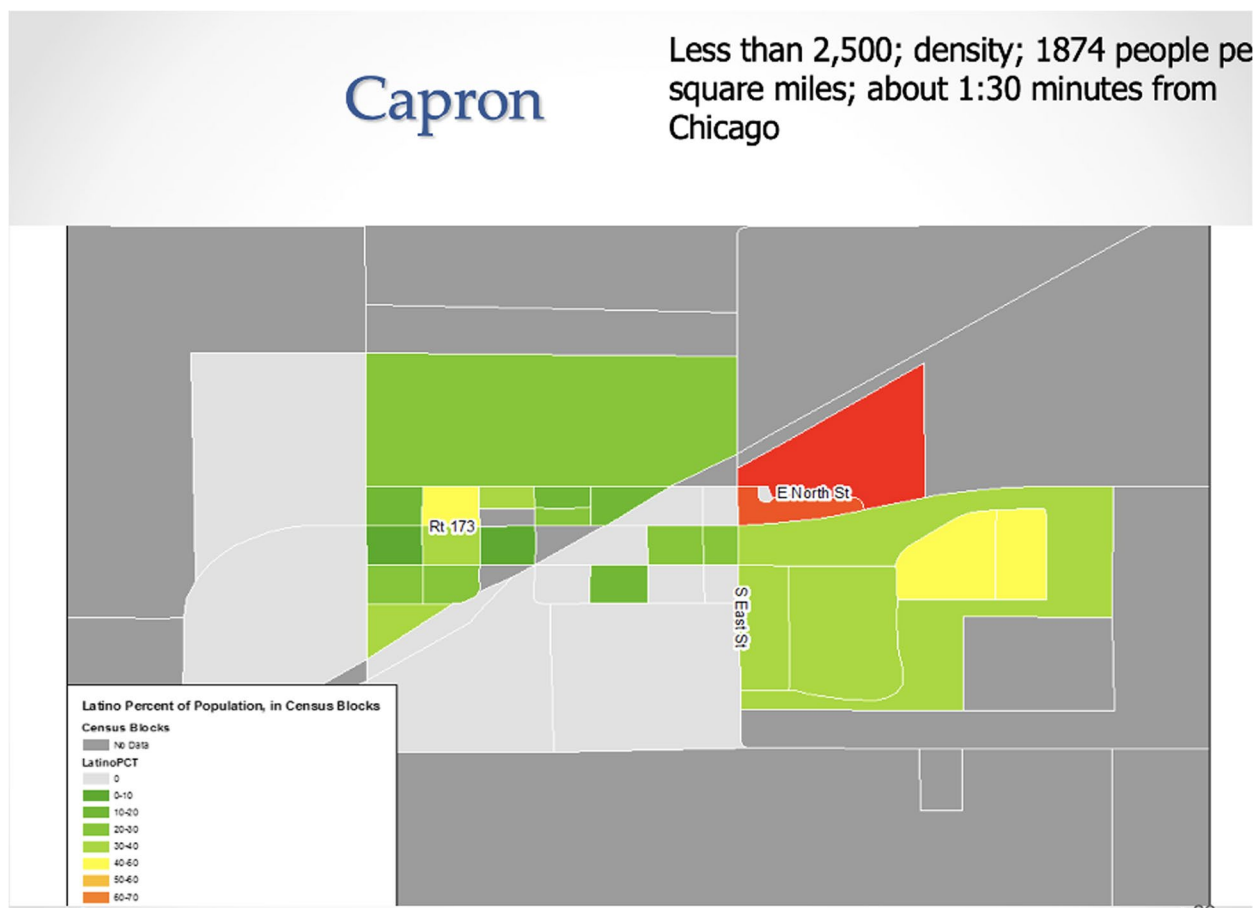 Capron
Less than 2,500; density; 1874 people pe
square miles; about 1:30 minutes from
Chicago
E North St
Rt 173
S East St
Latino Percent of Population, in Census Blocks
Census Blocks
No Data
LatinoPCT
0
0-10
10-20
20-30
30-40
40-60
50-60
60-70